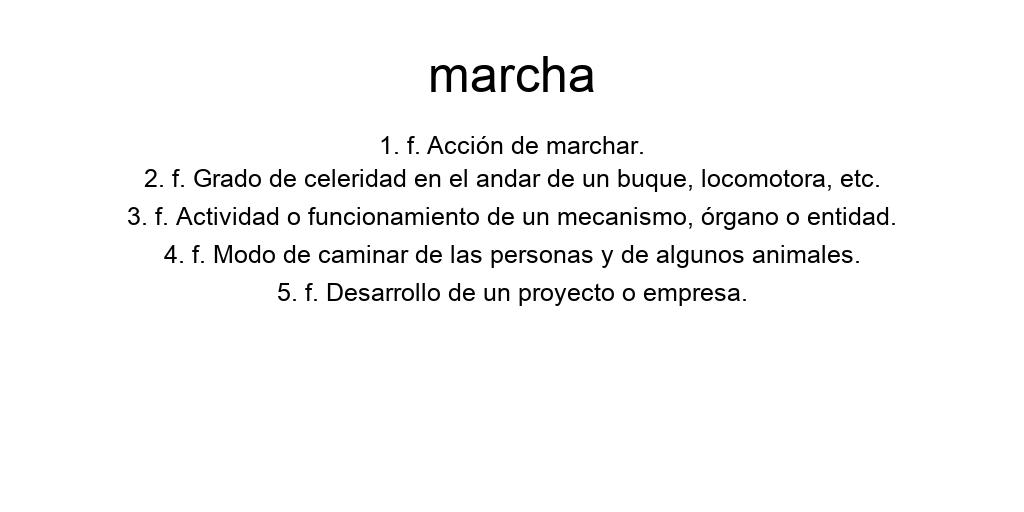 marcha
1. f. Acción de marchar.
2. f. Grado de celeridad en el andar de un buque, locomotora, etc.
3. f. Actividad o funcionamiento de un mecanismo, órgano o entidad.
4. f. Modo de caminar de las personas y de algunos animales.
5. f. Desarrollo de un proyecto o empresa.